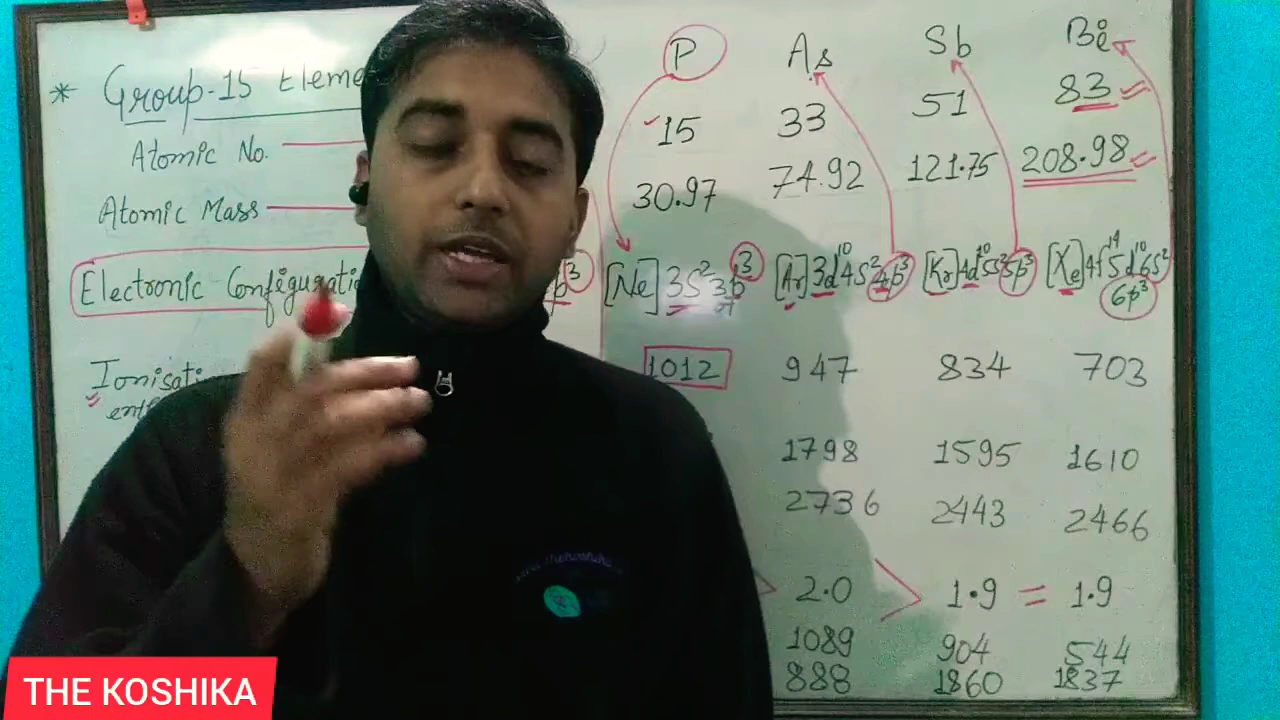 * Group-15 Eleme P As Sb Bi
Atomic No. 15 33 51 83
Atomic Mass 30.97 74.92 121.75 208.98
Electronic Configuratio p³ [Ne] 3s² 3p³ [Ar] 3d¹⁰ 4s² 4p³ [Kr] 4d¹⁰ 5s² 5p³ [Xe] 4f¹⁴ 5d¹⁰ 6s²
6p³
Ionisati 1012 947 834 703
1798 1595 1610
2736 2443 2466
> 2.0 > 1.9 = 1.9
1089 904 544
888 1860 1837
THE KOSHIKA